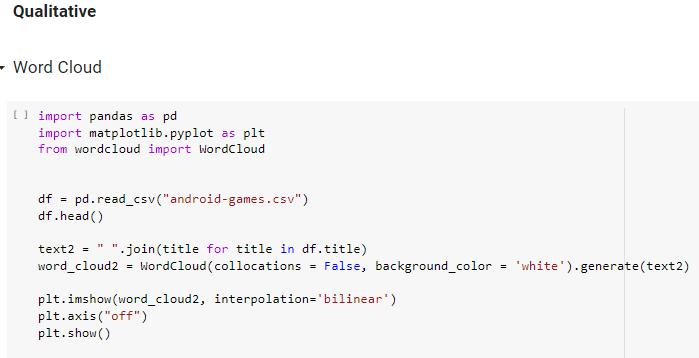 Qualitative
Word Cloud
[ ] import pandas as pd
import matplotlib.pyplot as plt
from wordcloud import WordCloud
df = pd.read_csv("android-games.csv")
df.head()
text2 = " ".join(title for title in df.title)
word_cloud2 = WordCloud(collocations = False, background_color = 'white').generate(text2)
plt.imshow(word_cloud2, interpolation='bilinear')
plt.axis("off")
plt.show()